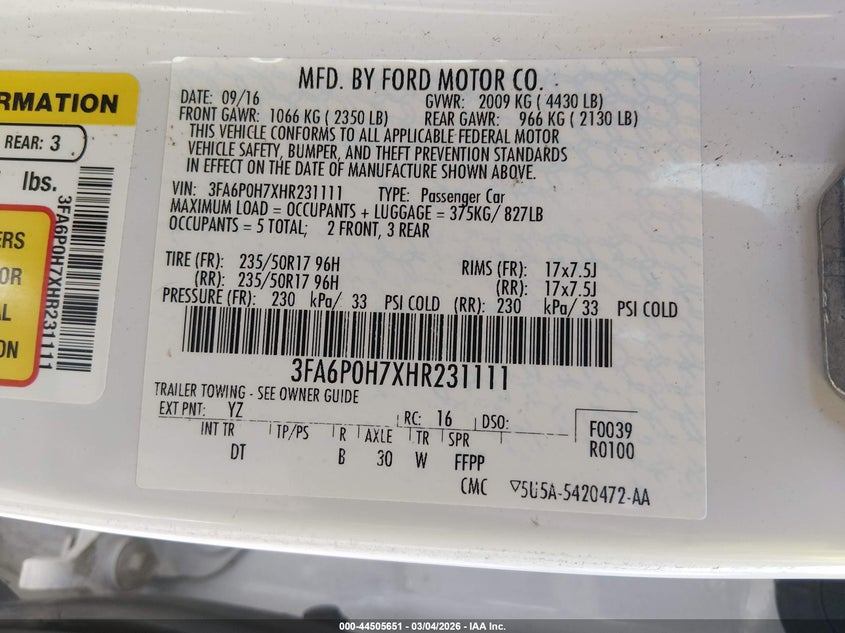 RMATION
REAR: 3
lbs.
3FA6P0H7XHR231111
ERS
OR
AL
ON
MFD. BY FORD MOTOR CO.
DATE: 09/16 GVWR: 2009 KG ( 4430 LB)
FRONT GAWR: 1066 KG ( 2350 LB) REAR GAWR: 966 KG ( 2130 LB)
THIS VEHICLE CONFORMS TO ALL APPLICABLE FEDERAL MOTOR
VEHICLE SAFETY, BUMPER, AND THEFT PREVENTION STANDARDS
IN EFFECT ON THE DATE OF MANUFACTURE SHOWN ABOVE.
VIN: 3FA6P0H7XHR231111 TYPE: Passenger Car
MAXIMUM LOAD = OCCUPANTS + LUGGAGE = 375KG/ 827LB
OCCUPANTS = 5 TOTAL; 2 FRONT, 3 REAR
TIRE (FR): 235/50R17 96H RIMS (FR): 17x7.5J
(RR): 235/50R17 96H (RR): 17x7.5J
PRESSURE (FR): 230 kPa/ 33 PSI COLD (RR): 230 kPa/ 33 PSI COLD
3FA6P0H7XHR231111
TRAILER TOWING - SEE OWNER GUIDE
EXT PNT: YZ RC: 16 DSO: F0039
INT TR TP/PS R AXLE TR SPR R0100
DT B 30 W FFPP
CMC ▽5U5A-5420472-AA
000-44505651 - 03/04/2026 - IAA Inc.